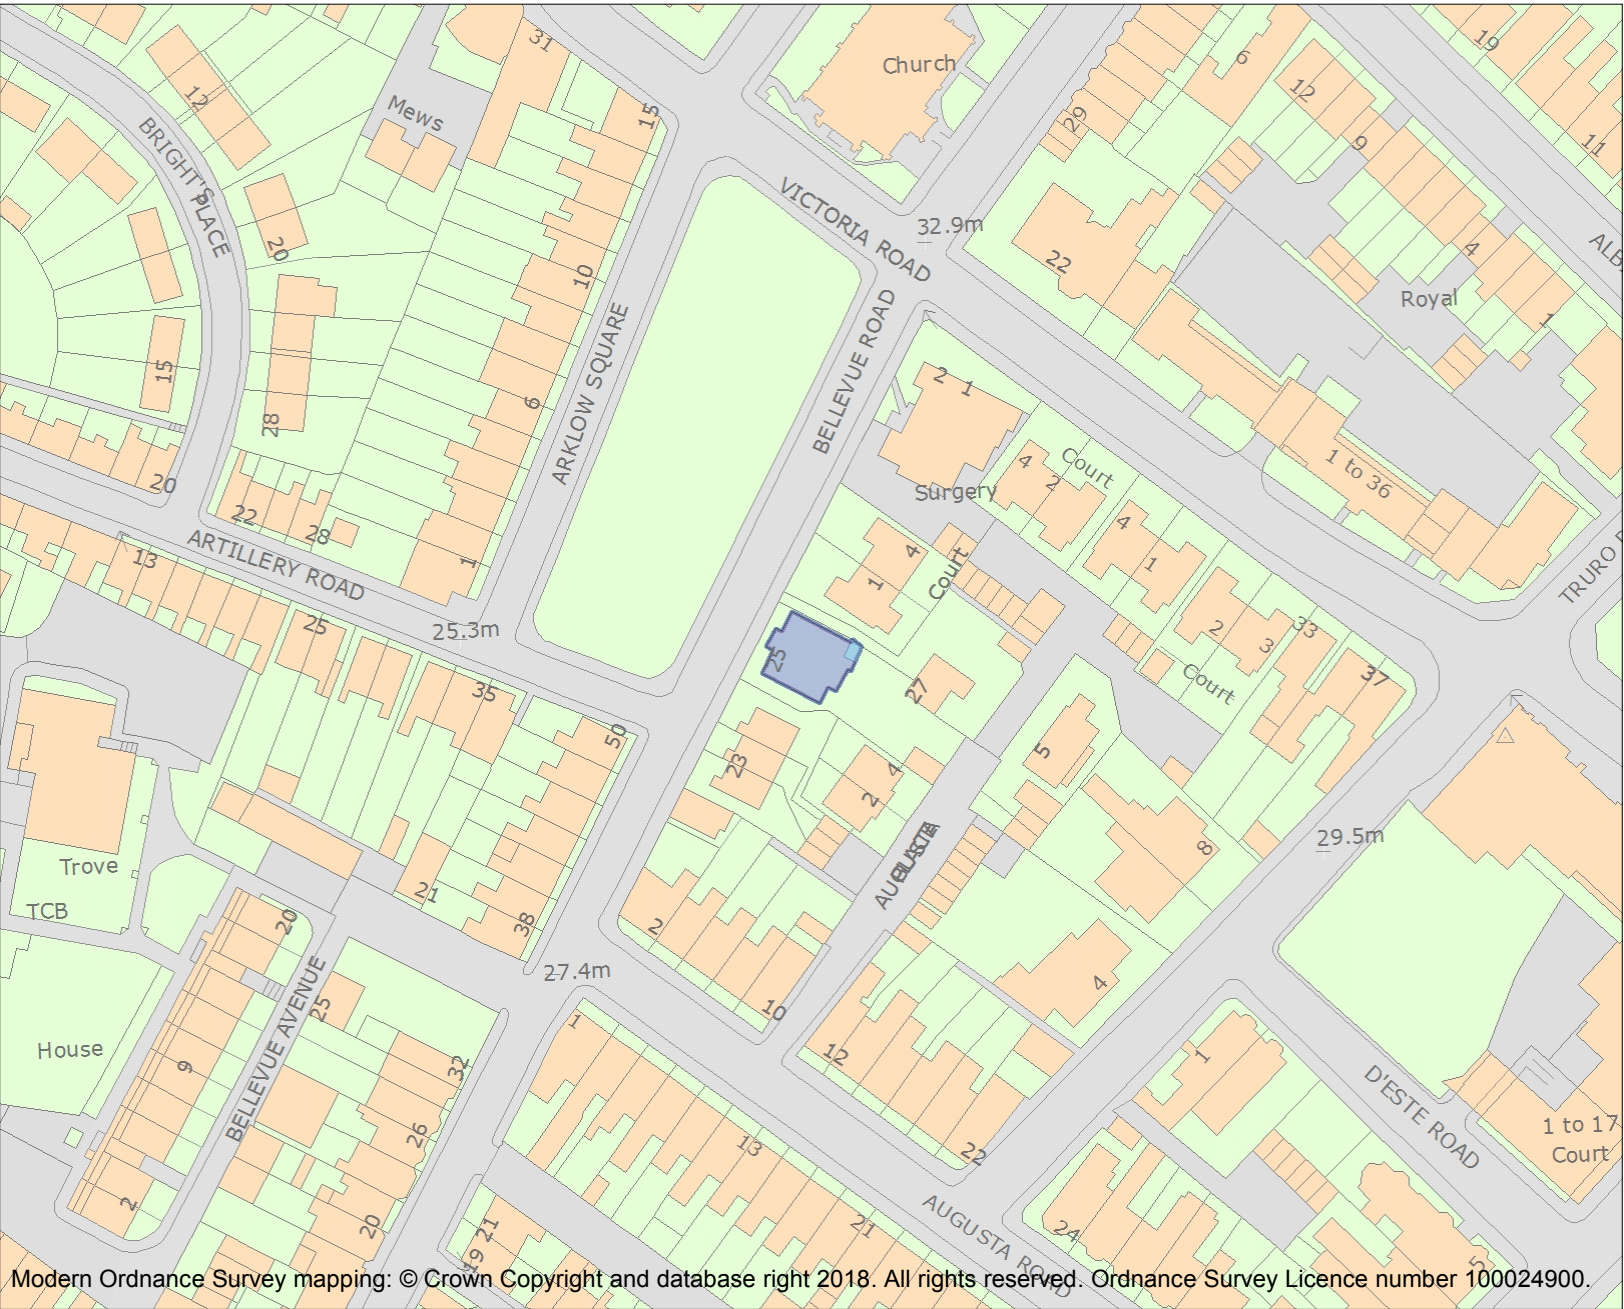 31
19
Church
6
12
12
15
29
9
11
Mews
BRIGHT'S
PLACE
VICTORIA ROAD
32.9m
20
22
4
ALB
10
Royal
1
ARKLOW SQUARE
BELLEVUE ROAD
15
2 1
6
28
Court
4
2
1 to 36
20
Surgery
22
28
4
13
ARTILLERY ROAD
1
4
1
Court
1
TRURO
25
25.3m
2
3
33
25
27
Court
37
35
50
23
5
4
2
29.5m
8
AUGUSTA
PLACE
Trove
21
TCB
20
38
2
27.4m
4
BELLEVUE AVENUE
25
10
1
12
House
9
32
1
D'ESTE ROAD
26
13
22
1 to 17
Court
2
20
21
19
21
AUGUSTA ROAD
24
5
Modern Ordnance Survey mapping: © Crown Copyright and database right 2018. All rights reserved. Ordnance Survey Licence number 100024900.